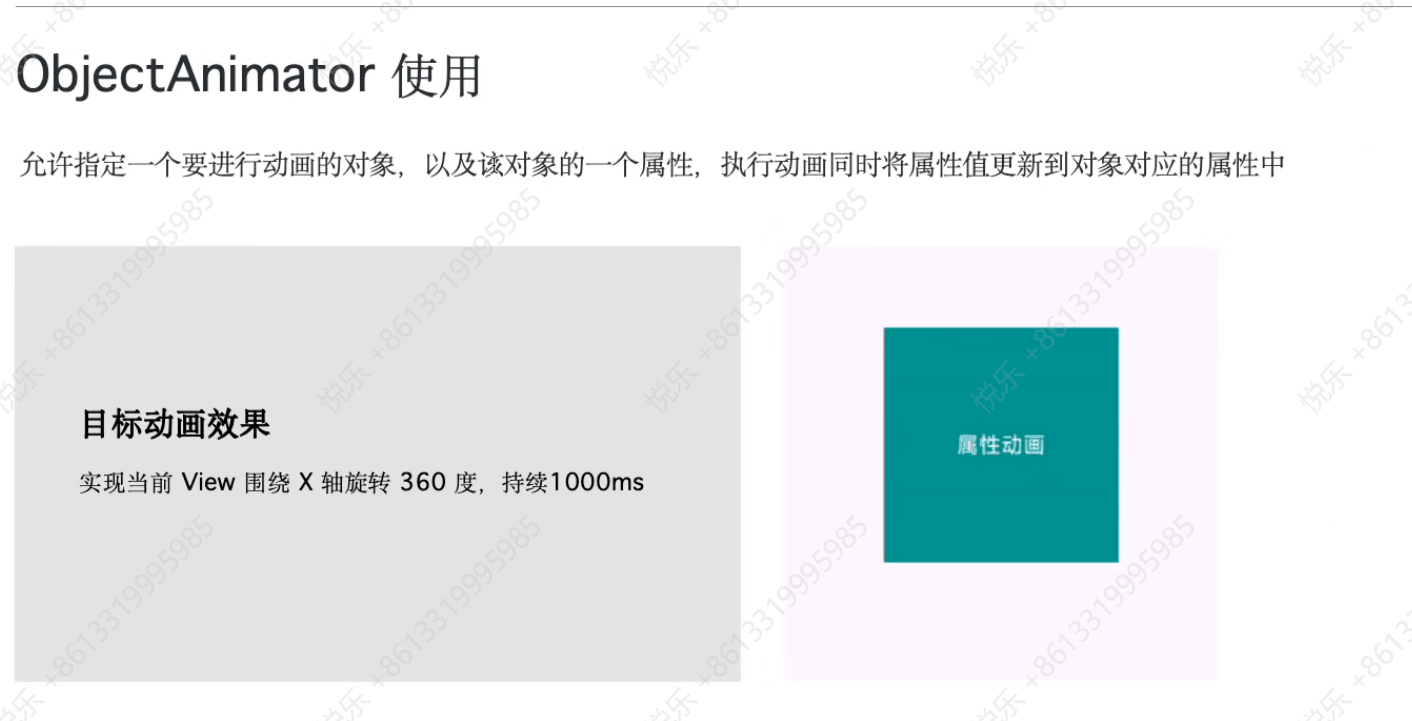 ObjectAnimator 使用
允许指定一个要进行动画的对象，以及该对象的一个属性，执行动画同时将属性值更新到对象对应的属性中
目标动画效果
实现当前 View 围绕 X 轴旋转 360 度，持续1000ms
属性动画
悦乐 +8613319995985